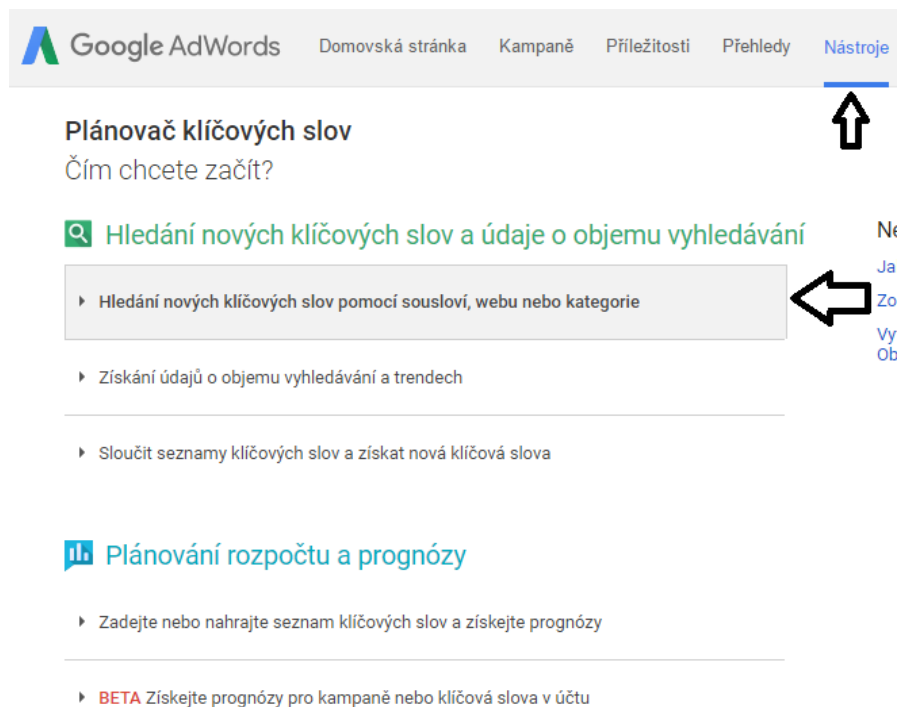 Google AdWords Domovská stránka Kampaně Příležitosti Přehledy Nástroje
Plánovač klíčových slov
Čím chcete začít?
Hledání nových klíčových slov a údaje o objemu vyhledávání
Hledání nových klíčových slov pomocí sousloví, webu nebo kategorie
Získání údajů o objemu vyhledávání a trendech
Sloučit seznamy klíčových slov a získat nová klíčová slova
Plánování rozpočtu a prognózy
Zadejte nebo nahrajte seznam klíčových slov a získejte prognózy
BETA Získejte prognózy pro kampaně nebo klíčová slova v účtu